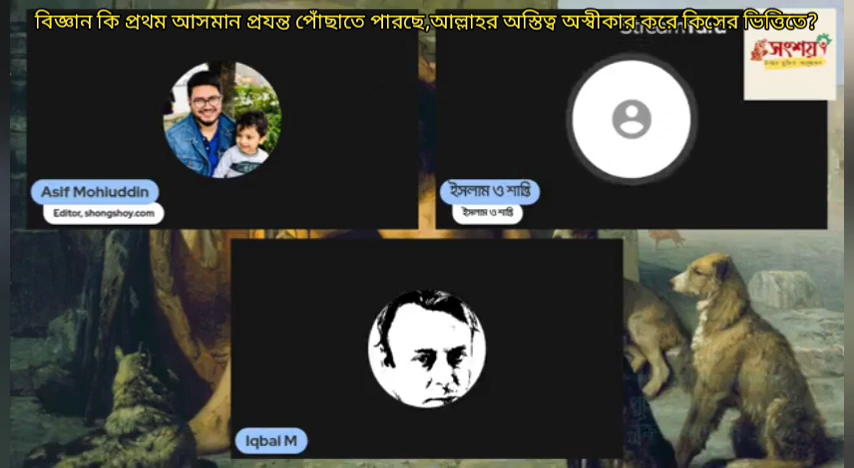 বিজ্ঞান কি প্রথম আসমান প্রযন্ত পোঁছাতে পারছে,আল্লাহর অস্তিত্ব অস্বীকার করে কিসের ভিত্তিতে?
সংশয়
Asif Mohiuddin
Editor, shongshoy.com
ইসলাম ও শান্তি
ইসলাম ও শান্তি
Iqbal M